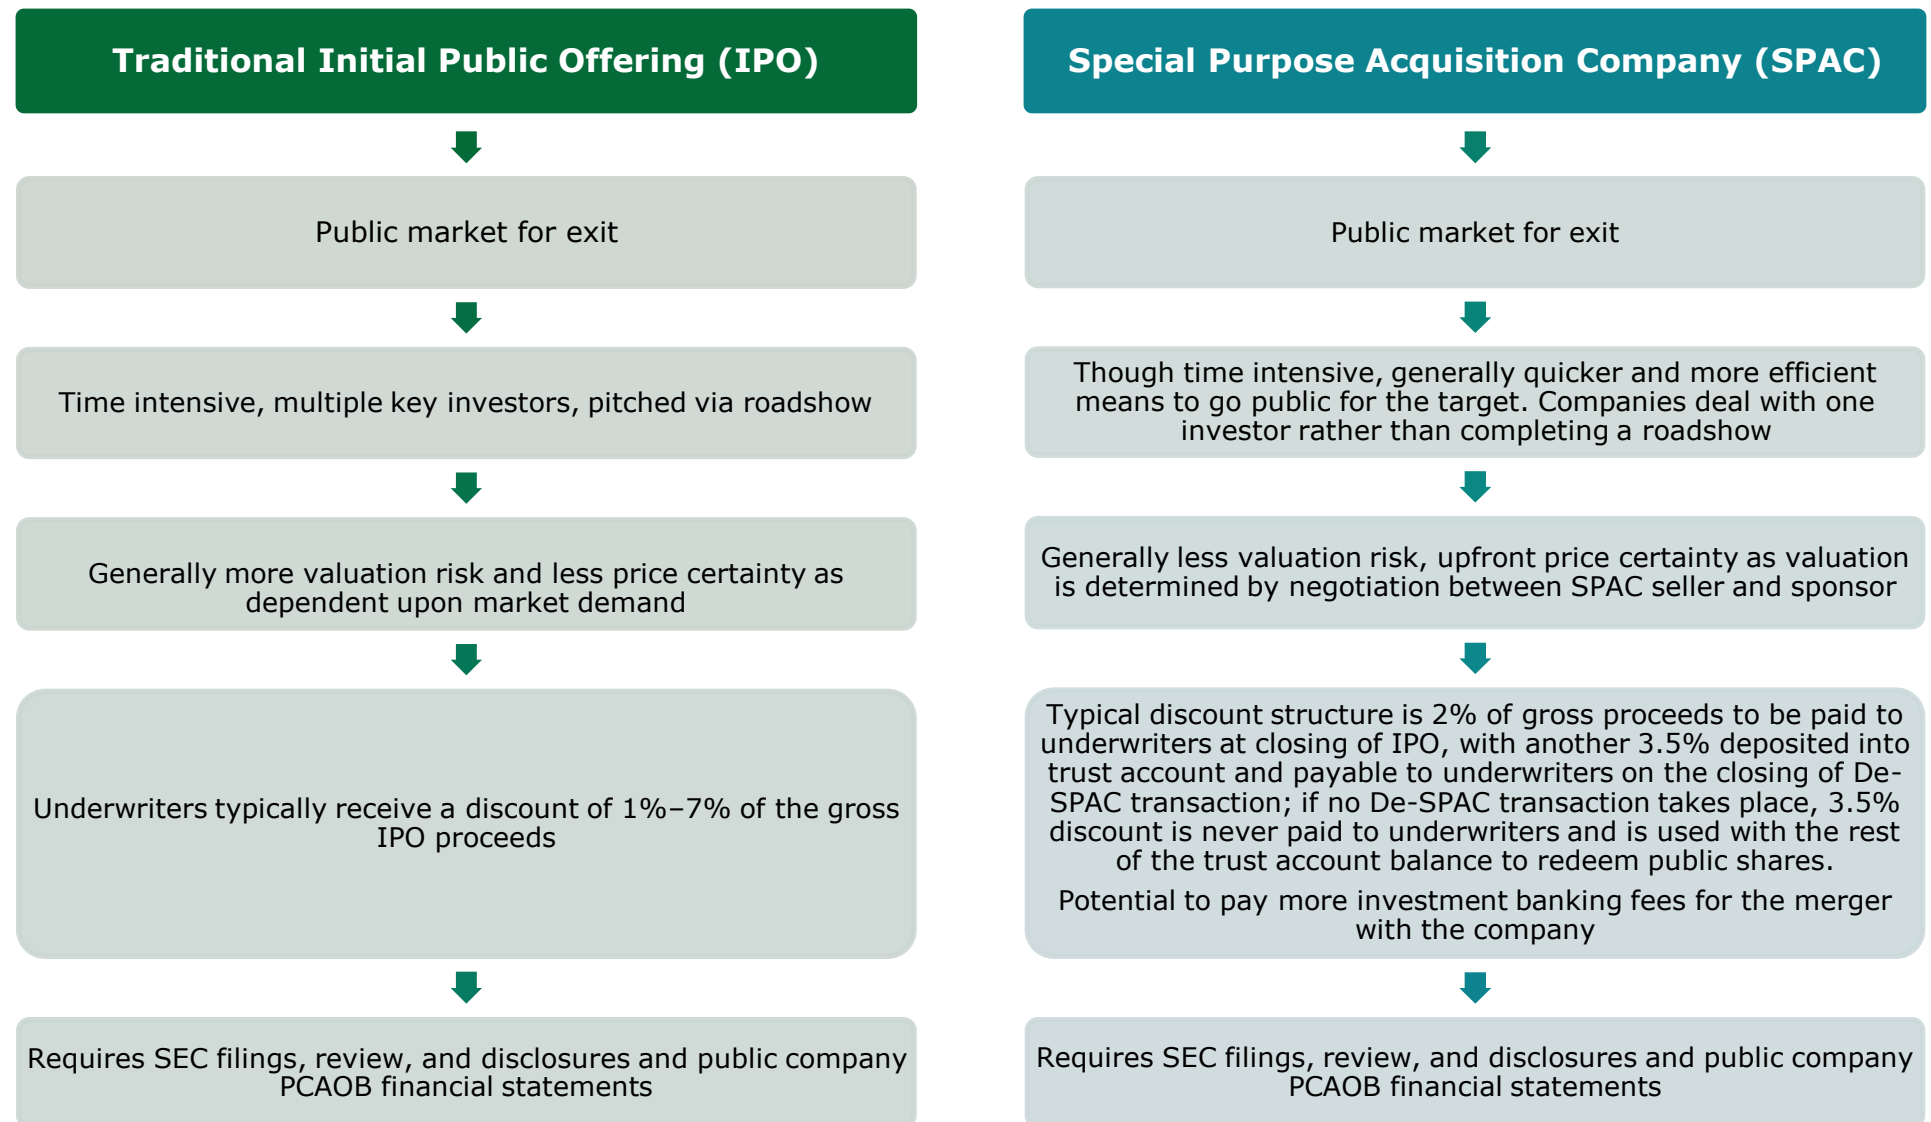 Traditional Initial Public Offering (IPO)
Public market for exit
Time intensive, multiple key investors, pitched via roadshow
Generally more valuation risk and less price certainty as
dependent upon market demand
Underwriters typically receive a discount of 1%–7% of the gross
IPO proceeds
Requires SEC filings, review, and disclosures and public company
PCAOB financial statements
Special Purpose Acquisition Company (SPAC)
Public market for exit
Though time intensive, generally quicker and more efficient
means to go public for the target. Companies deal with one
investor rather than completing a roadshow
Generally less valuation risk, upfront price certainty as valuation
is determined by negotiation between SPAC seller and sponsor
Typical discount structure is 2% of gross proceeds to be paid to
underwriters at closing of IPO, with another 3.5% deposited into
trust account and payable to underwriters on the closing of De-
SPAC transaction; if no De-SPAC transaction takes place, 3.5%
discount is never paid to underwriters and is used with the rest
of the trust account balance to redeem public shares.
Potential to pay more investment banking fees for the merger
with the company
Requires SEC filings, review, and disclosures and public company
PCAOB financial statements